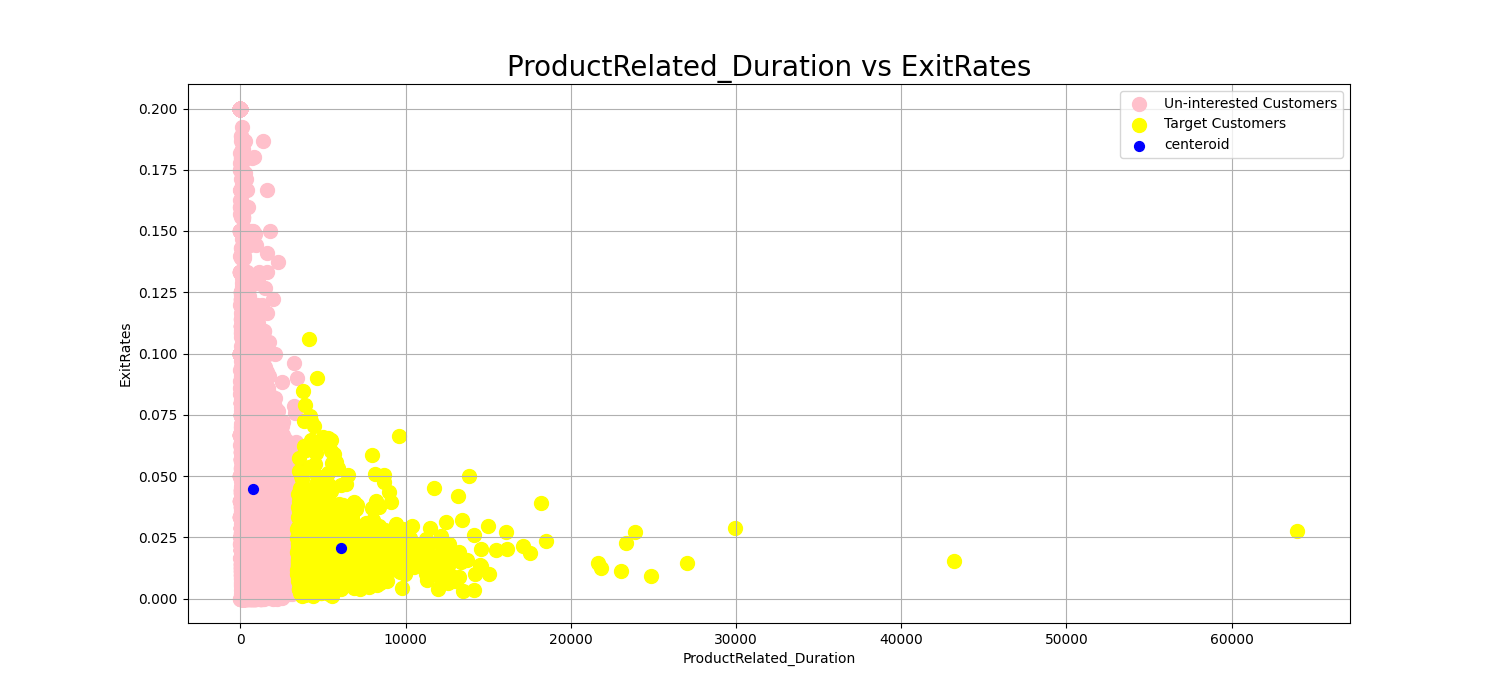 ProductRelated_Duration vs ExitRates
Un-interested Customers
Target Customers
centeroid
ExitRates
0.200
0.175
0.150
0.125
0.100
0.075
0.050
0.025
0.000
0
10000
20000
30000
40000
50000
60000
ProductRelated_Duration